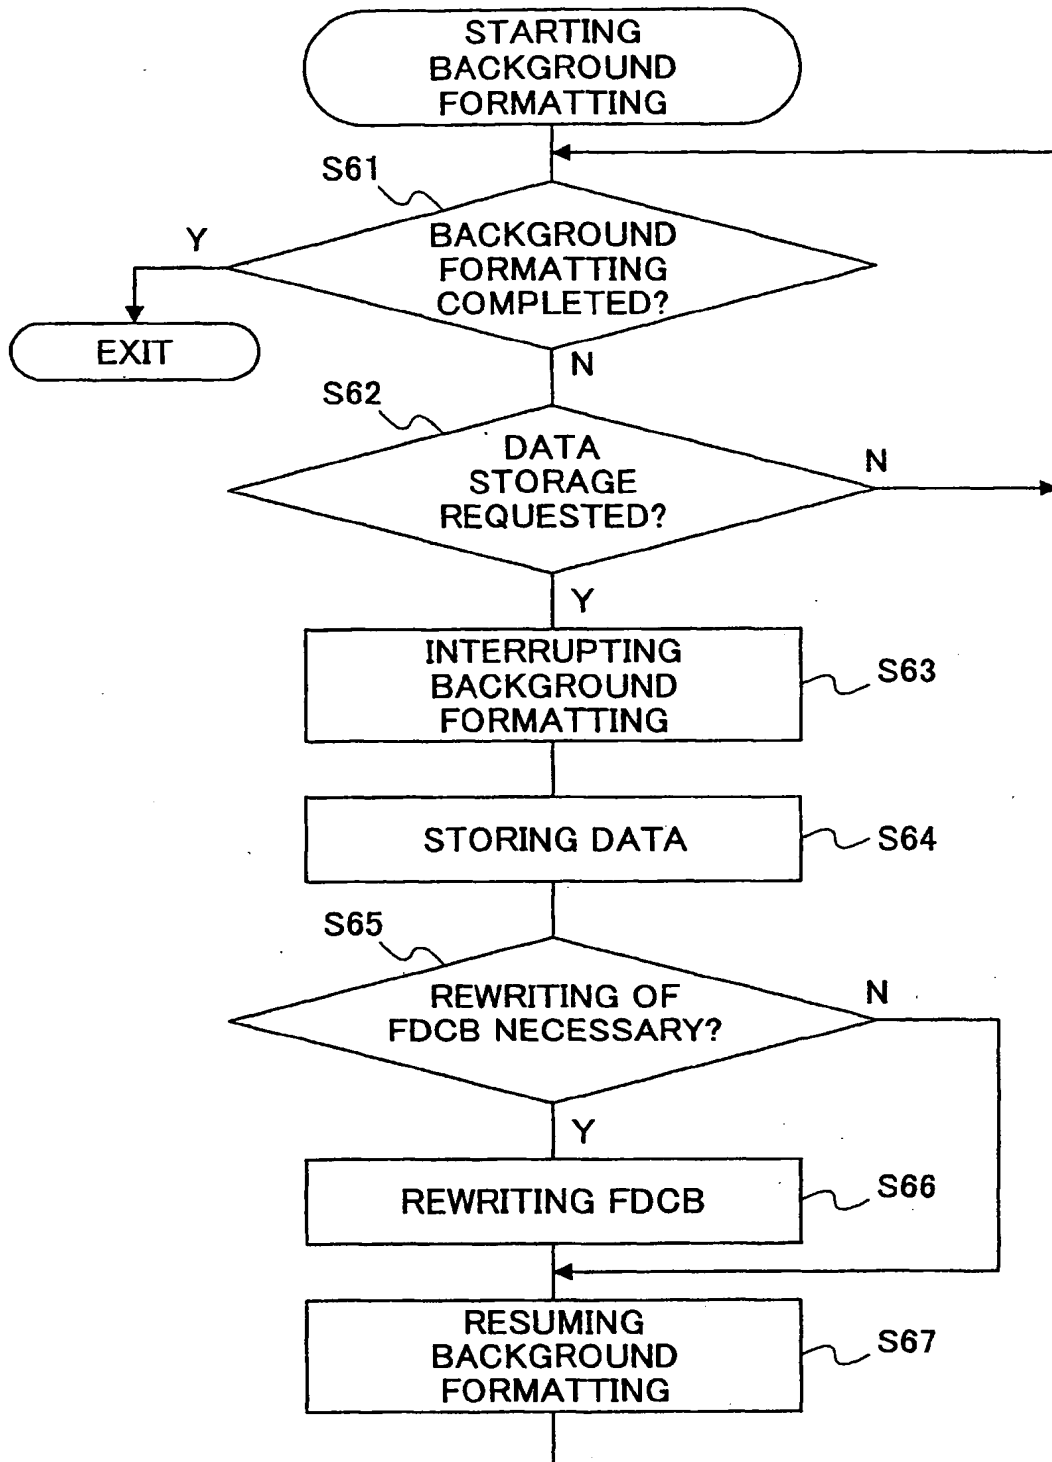 STARTING
BACKGROUND
FORMATTING
S61
Y
BACKGROUND
FORMATTING
COMPLETED?
EXIT
N
S62
DATA
STORAGE
REQUESTED?
N
Y
INTERRUPTING
BACKGROUND
FORMATTING
S63
STORING DATA
S64
S65
REWRITING OF
FDCB NECESSARY?
N
Y
REWRITING FDCB
S66
RESUMING
BACKGROUND
FORMATTING
S67